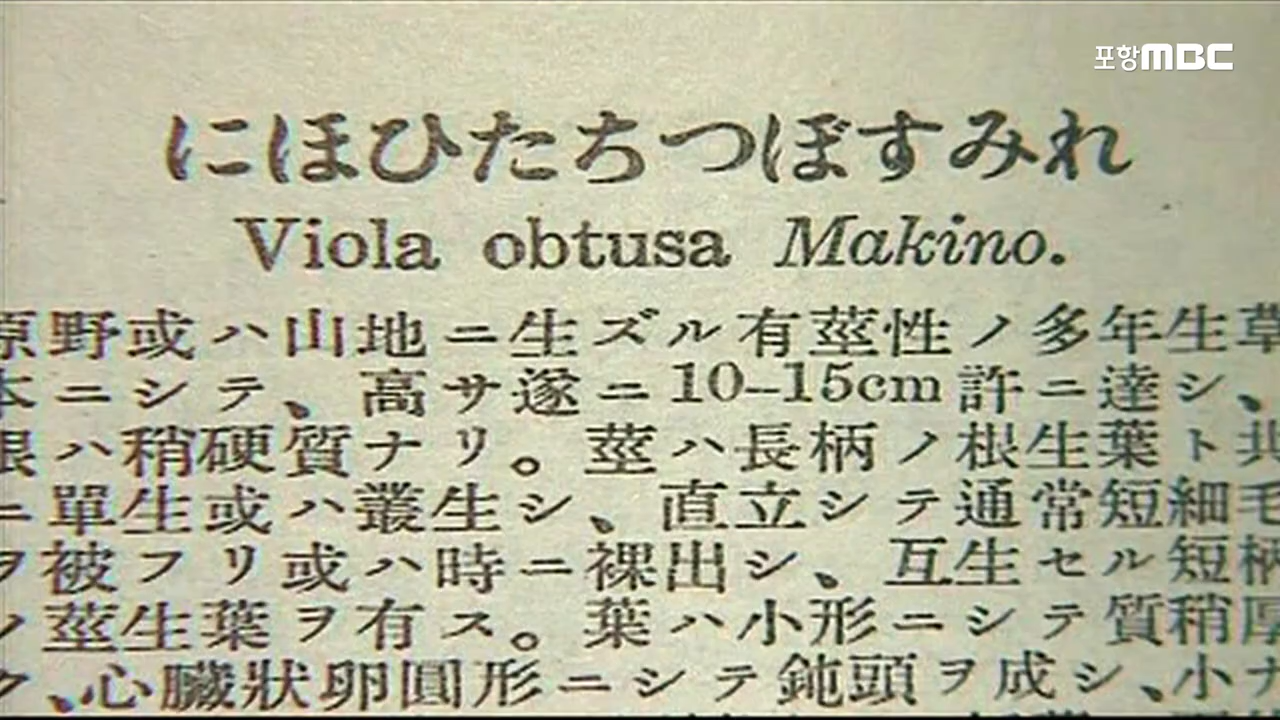 포항MBC
にほひたちつぼすみれ
Viola obtusa Makino.
原野或ハ山地ニ生ズル有莖性ノ多年生草
本ニシテ、高サ遂ニ10–15cm許ニ達シ、
根ハ稍硬質ナリ。莖ハ長柄ノ根生葉ト共
ニ單生或ハ叢生シ、直立シテ通常短細毛
ヲ被フリ或ハ時ニ裸出シ、互生セル短柄
ノ莖生葉ヲ有ス。葉ハ小形ニシテ質稍厚
ク、心臟狀卵圓形ニシテ鈍頭ヲ成シ、小ナ